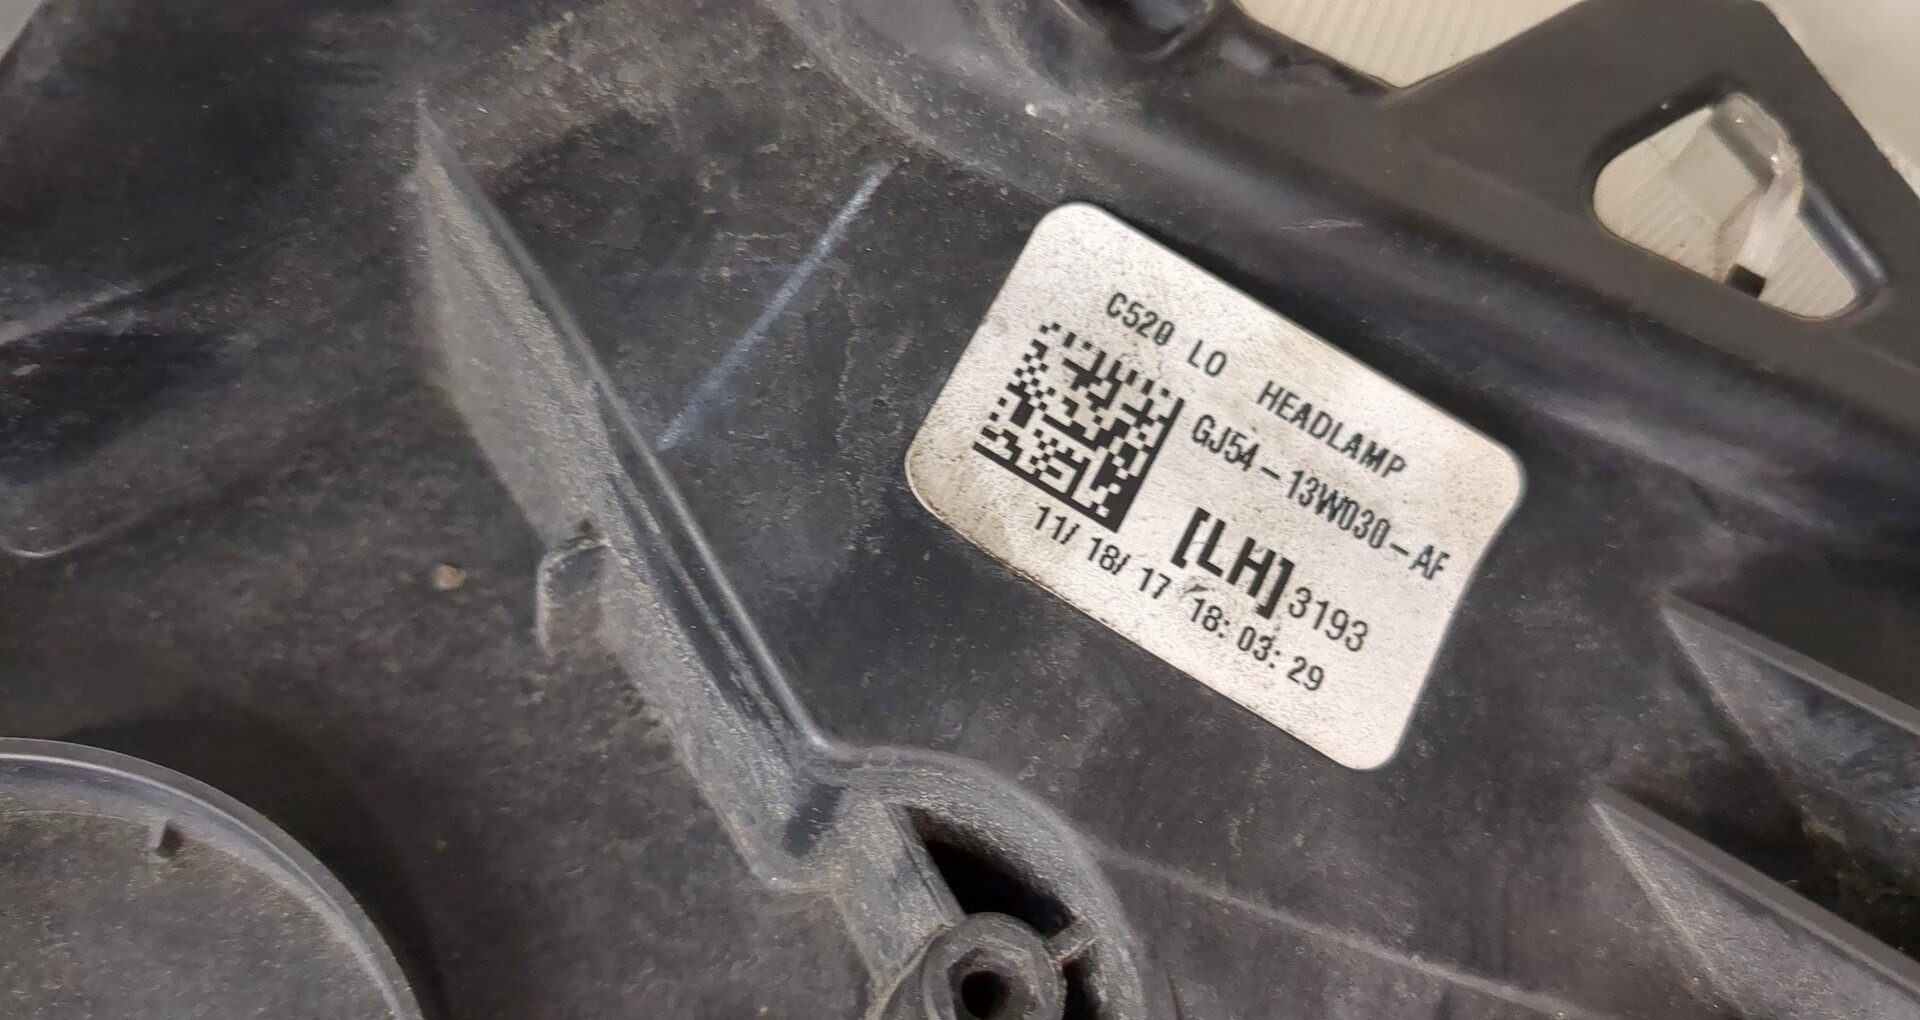 C520 LO HEADLAMP
GJ54-13W030-AF
[LH] 3193
11/ 18/ 17 18: 03: 29